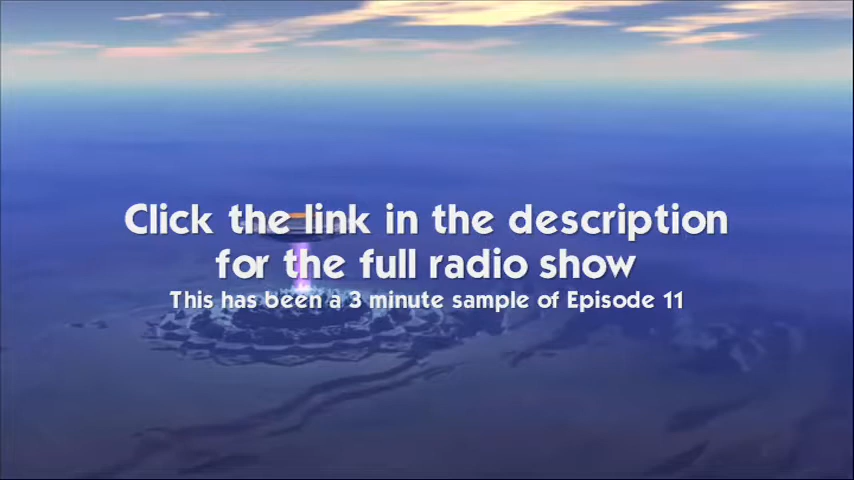 Click the link in the description
for the full radio show
This has been a 3 minute sample of Episode 11